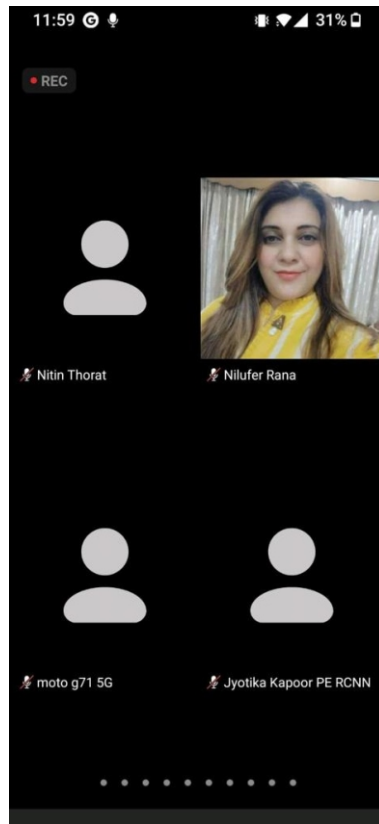 11:59 G 31%
REC
Nitin Thorat Nilufer Rana
moto g71 5G Jyotika Kapoor PE RCNN